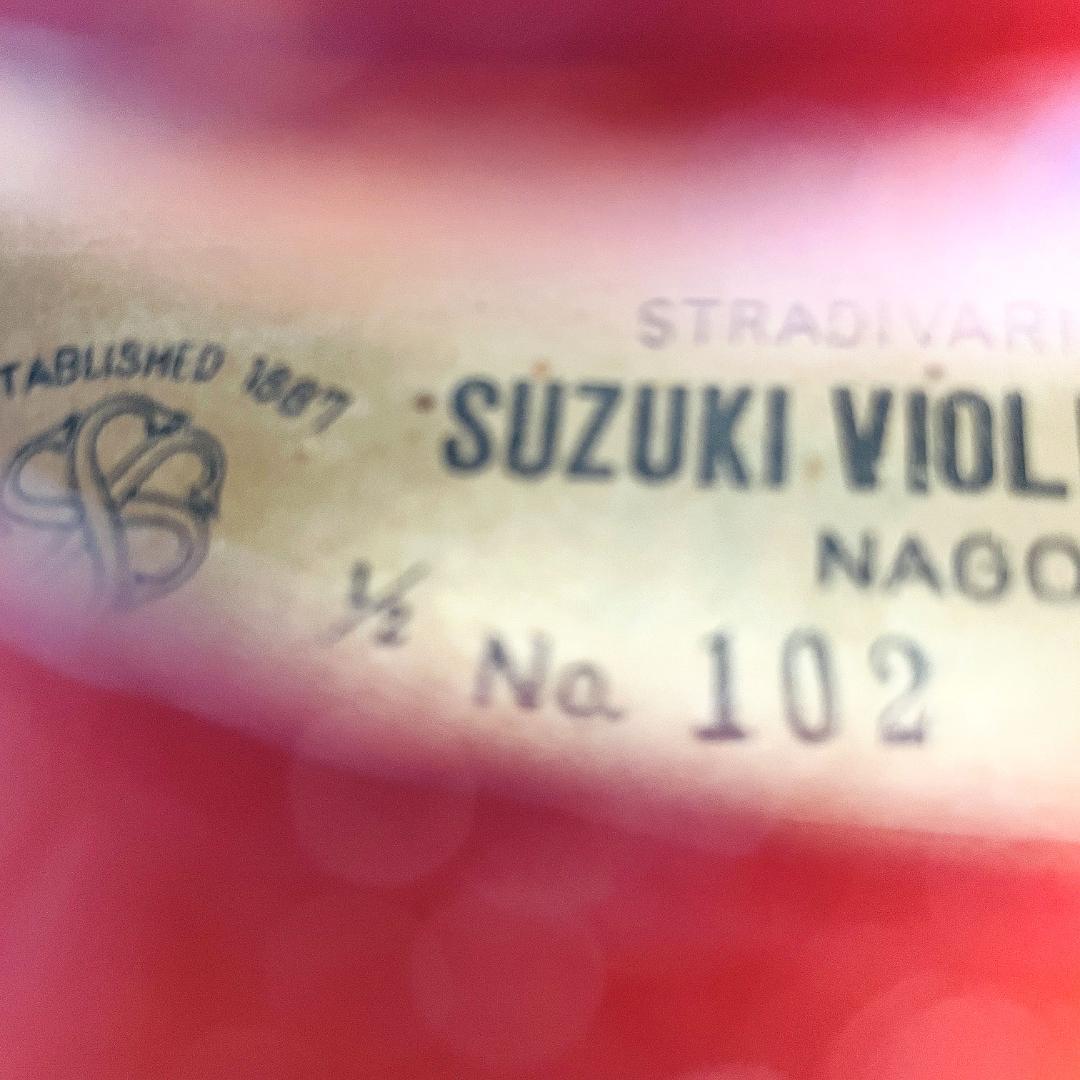 STRADIVARI
TABLISHED 1887
SUZUKI VIOL
NAGO
1/2
No. 102